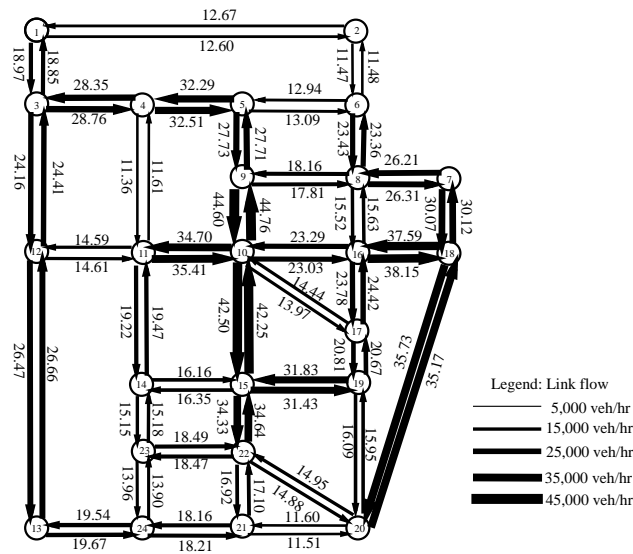 12.67
1 2
12.60
18.97 18.85 11.47 11.48
28.35 32.29 12.94
3 4 5 6
28.76 32.51 13.09
27.73 27.71 23.43 23.36
24.16 24.41 11.36 11.61
18.16 26.21
9 8 7
17.81 26.31
44.60 44.76 15.52 15.63 30.07 30.12
14.59 34.70 23.29 37.59
12 11 10 16 18
14.61 35.41 23.03 38.15
14.44
13.97
23.78 24.42
17
19.22 19.47 42.50 42.25 20.81 20.67
35.73 35.17
26.47 26.66
16.16 31.83
14 15 19
16.35 31.43
15.15 15.18 34.33 34.64 16.09 15.95
18.49
23 22
18.47
14.95
14.88
13.96 13.90 16.92 17.10
19.54 18.16 11.60
13 24 21 20
19.67 18.21 11.51
Legend: Link flow
5,000 veh/hr
15,000 veh/hr
25,000 veh/hr
35,000 veh/hr
45,000 veh/hr